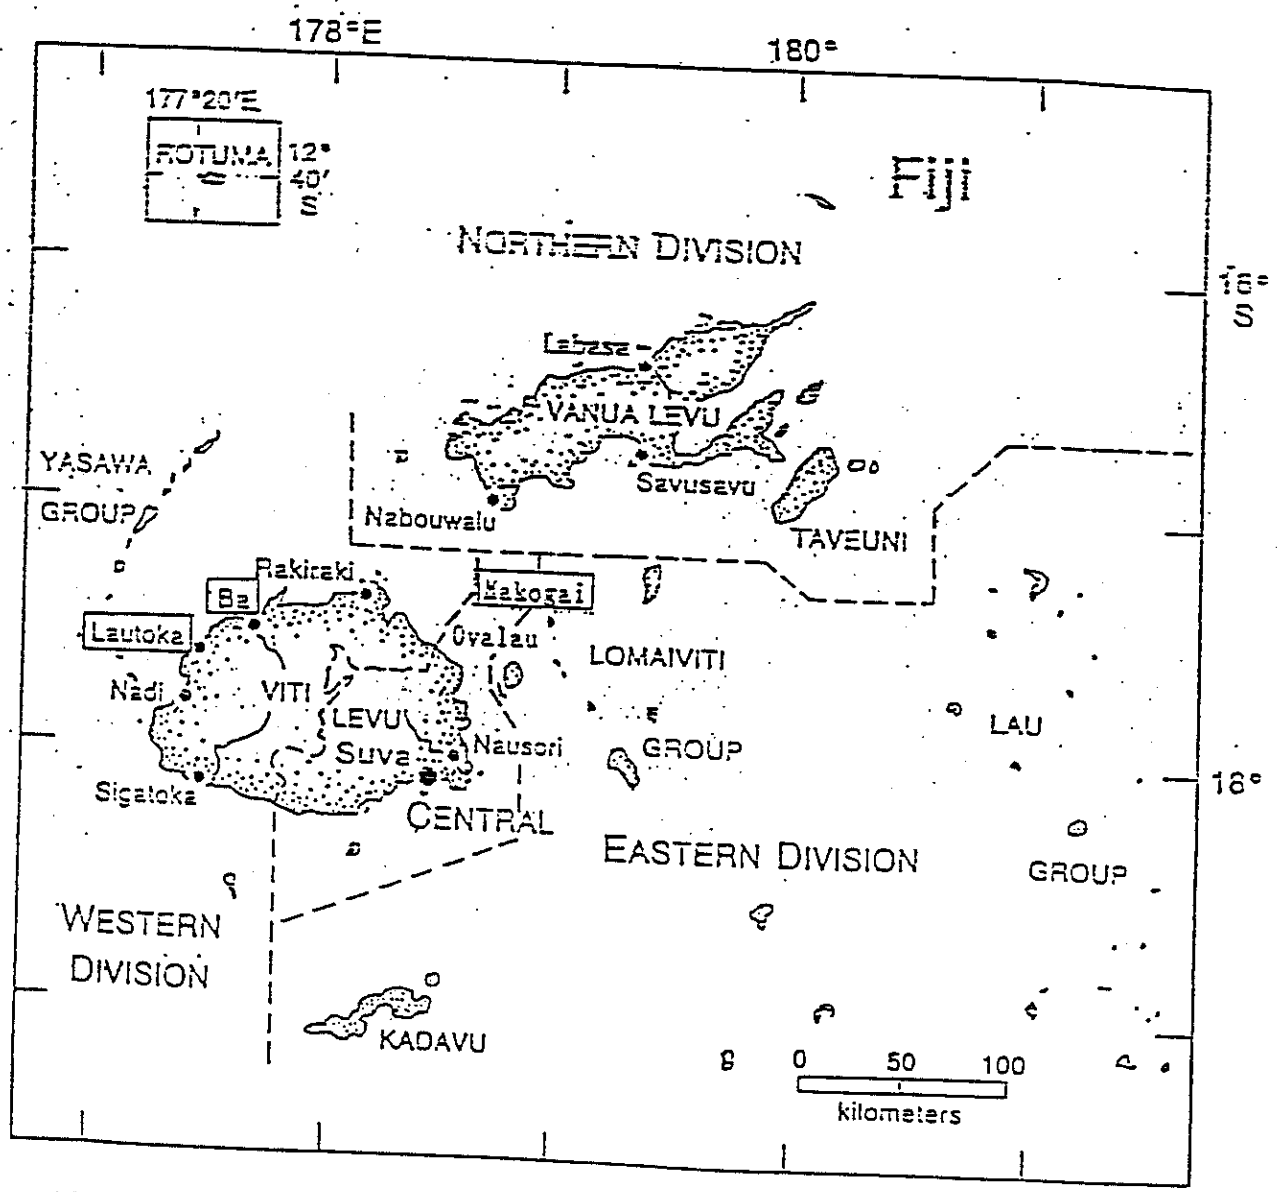 178°E
180°
177°20'E
ROTUMA
12°
40'
S
Fiji
NORTHERN DIVISION
16°
S
Labasa
VANUA LEVU
YASAWA
GROUP
Savusavu
Nabouwalu
TAVEUNI
Rakiraki
Ba
Makogai
Lautoka
Ovalau
LOMAIVITI
GROUP
Nadi
VITI
LEVU
LAU
GROUP
Suva
Nausori
18°
Sigatoka
CENTRAL
EASTERN DIVISION
WESTERN
DIVISION
KADAVU
0 50 100
kilometers